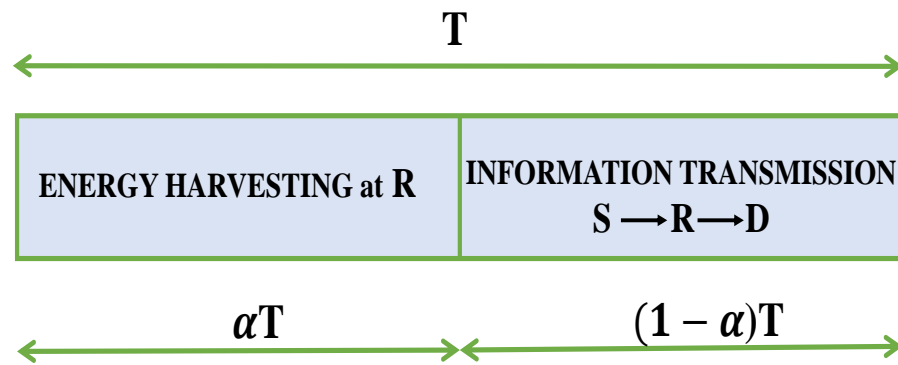 T
ENERGY HARVESTING at R
INFORMATION TRANSMISSION
S → R → D
αT
(1 − α)T